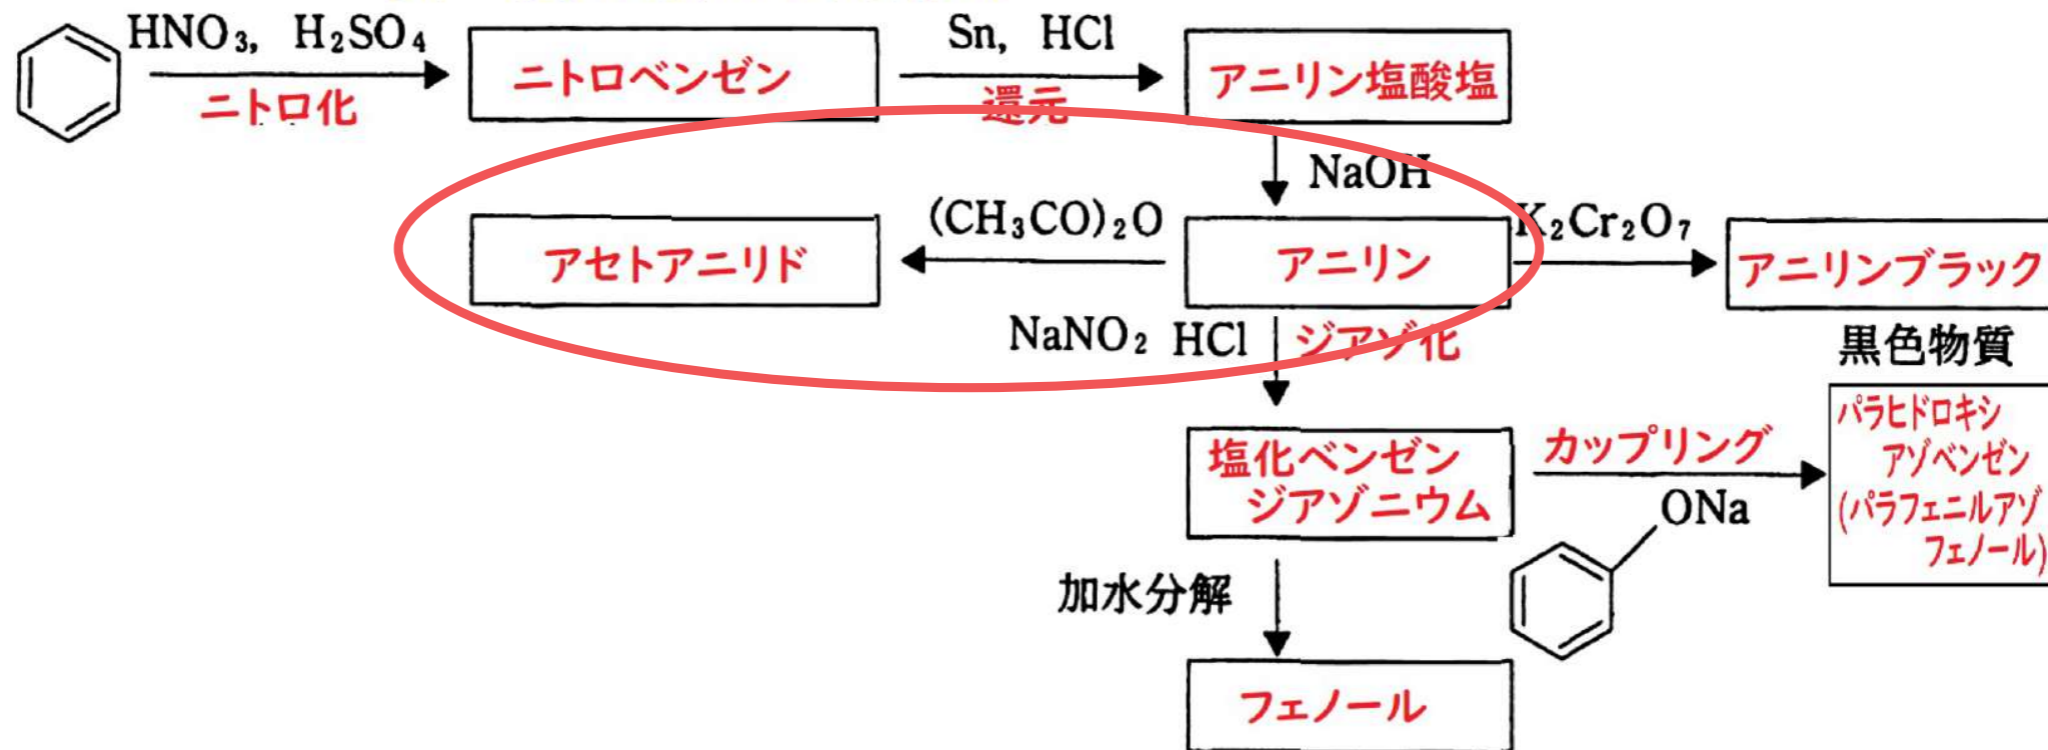 HNO₃, H₂SO₄
ニトロ化
ニトロベンゼン
Sn, HCl
還元
アニリン塩酸塩
NaOH
(CH₃CO)₂O
アセトアニリド
アニリン
K₂Cr₂O₇
アニリンブラック
黒色物質
NaNO₂ HCl
ジアゾ化
塩化ベンゼン
ジアゾニウム
カップリング
ONa
パラヒドロキシ
アゾベンゼン
(パラフェニルアゾ
フェノール)
加水分解
フェノール